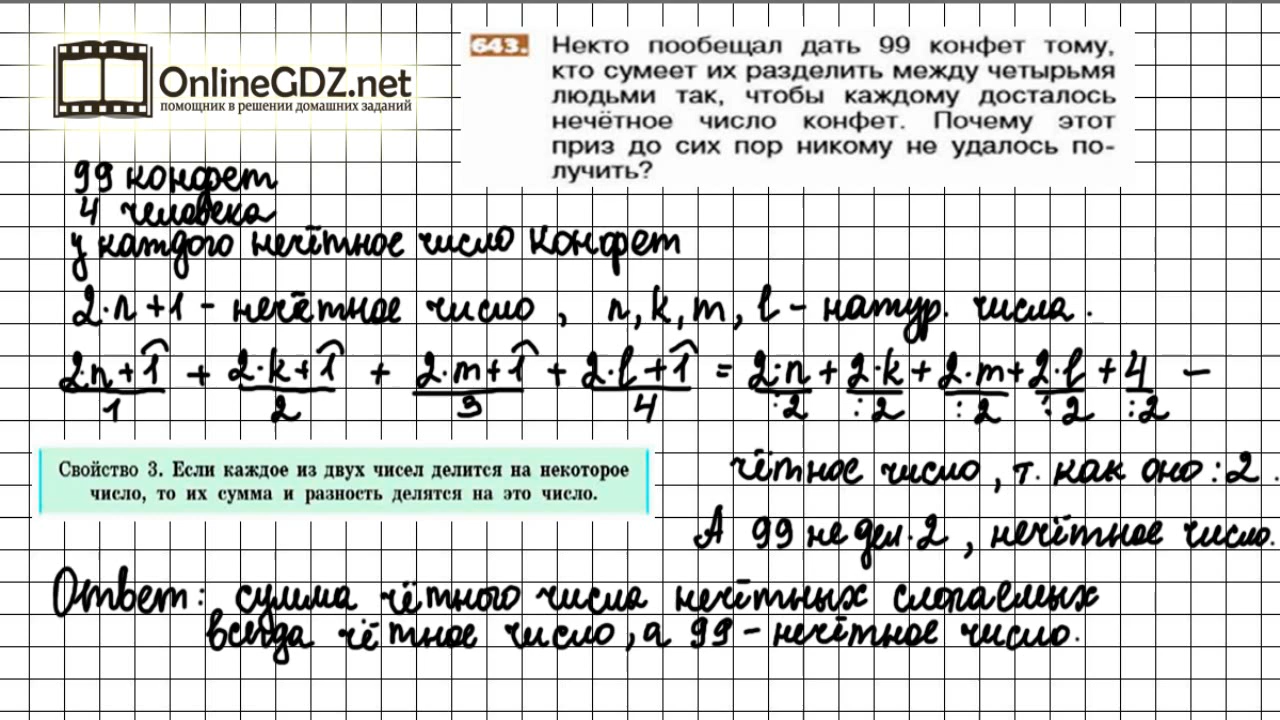 OnlineGDZ.net
помощник в решении домашних заданий
643. Некто пообещал дать 99 конфет тому,
кто сумеет их разделить между четырьмя
людьми так, чтобы каждому досталось
нечётное число конфет. Почему этот
приз до сих пор никому не удалось по-
лучить?
99 конфет
4 человека
у каждого нечётное число конфет
2·n+1 - нечётное число, n, k, m, l - натур. числа.
2·n+1 + 2·k+1 + 2·m+1 + 2·l+1 = 2·n + 2·k + 2·m + 2·l + 4 -
1 2 3 4 :2 :2 :2 :2 :2
Свойство 3. Если каждое из двух чисел делится на некоторое
число, то их сумма и разность делятся на это число.
чётное число, т. как оно :2.
А 99 не дел. 2, нечётное число.
Ответ: сумма чётного числа нечётных слагаемых
всегда чётное число, а 99 - нечётное число.